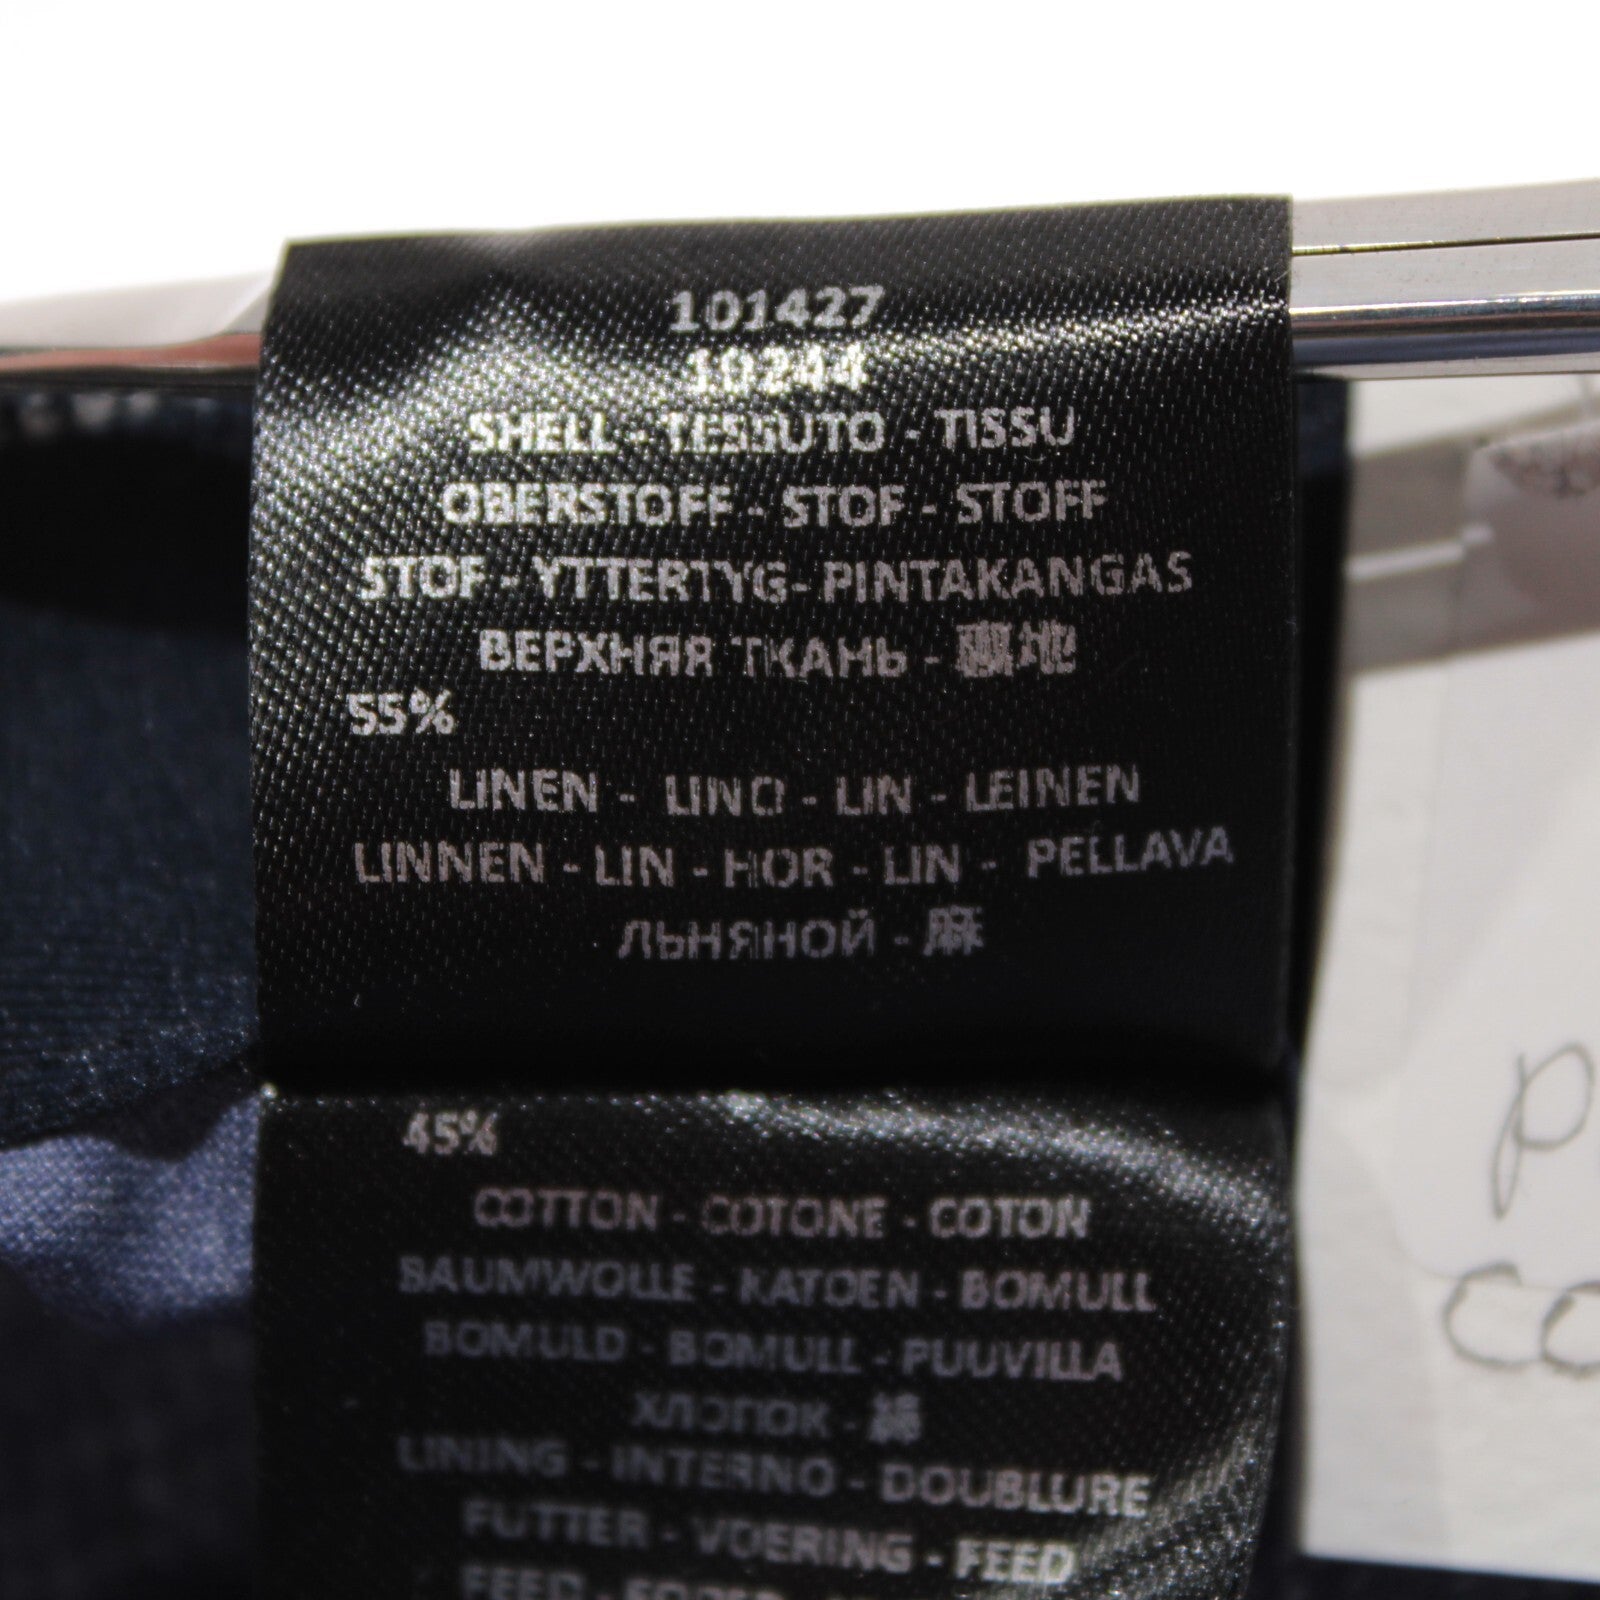 101427
10244
SHELL - TESSUTO - TISSU
OBERSTOFF - STOF - STOFF
STOF - YTTERTYG- PINTAKANGAS
ВЕРХНЯЯ ТКАНЬ -
55%
LINEN - LINO - LIN - LEINEN
LINNEN - LIN - HOR - LIN - PELLAVA
ЛЬНЯНОЙ - 麻
45%
COTTON - COTONE - COTON
BAUMWOLLE - KATOEN - BOMULL
BOMULD - BOMULL - PUUVILLA
ХЛОПОК - 綿
LINING - INTERNO - DOUBLURE
FUTTER - VOERING - FEED
FEED -